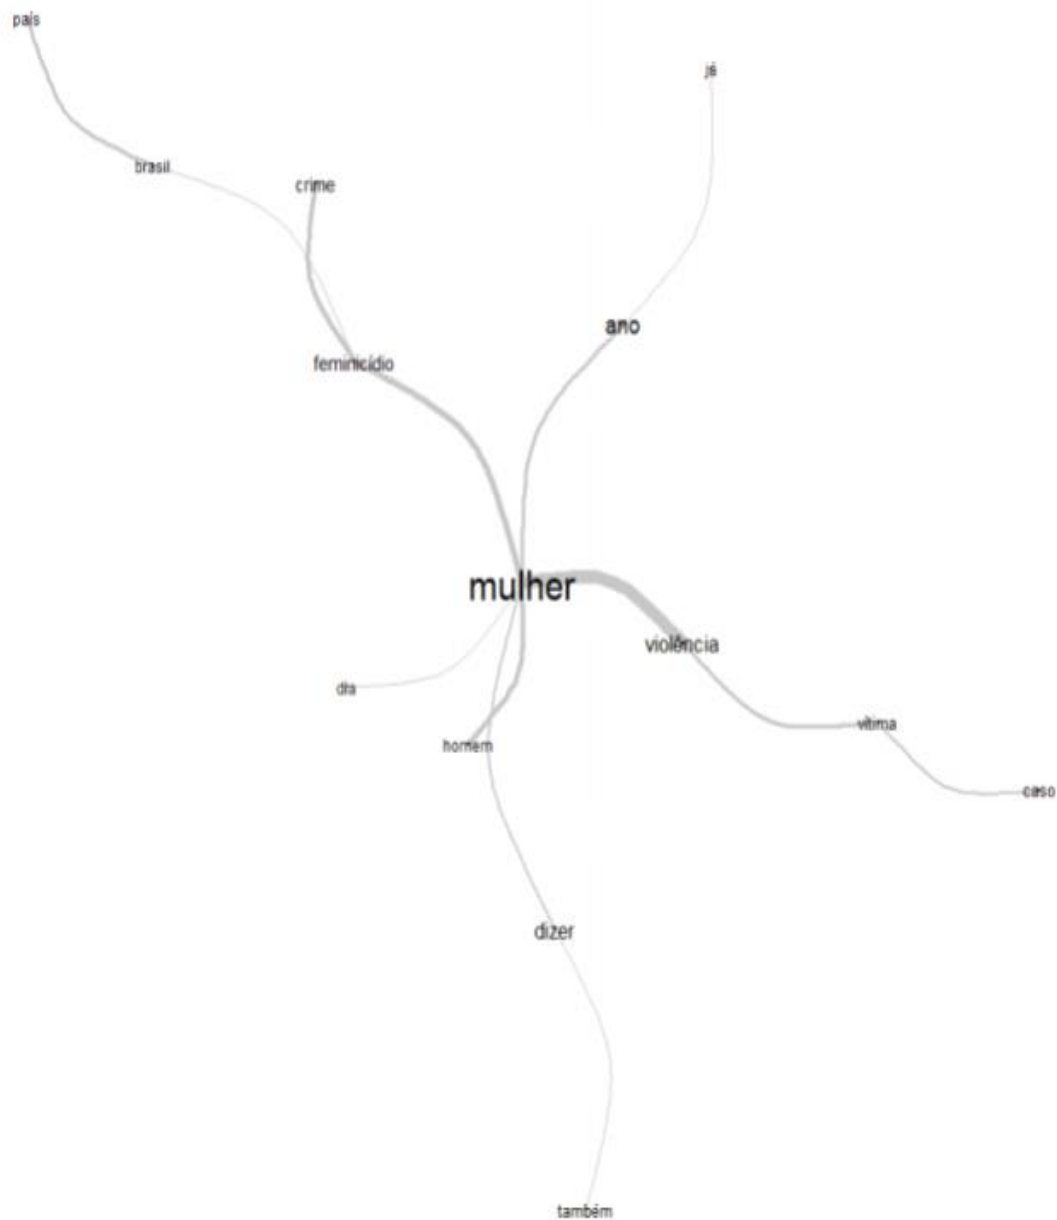 país
já
brasil
crime
ano
feminicídio
mulher
violência
dia
vítima
homem
caso
dizer
também